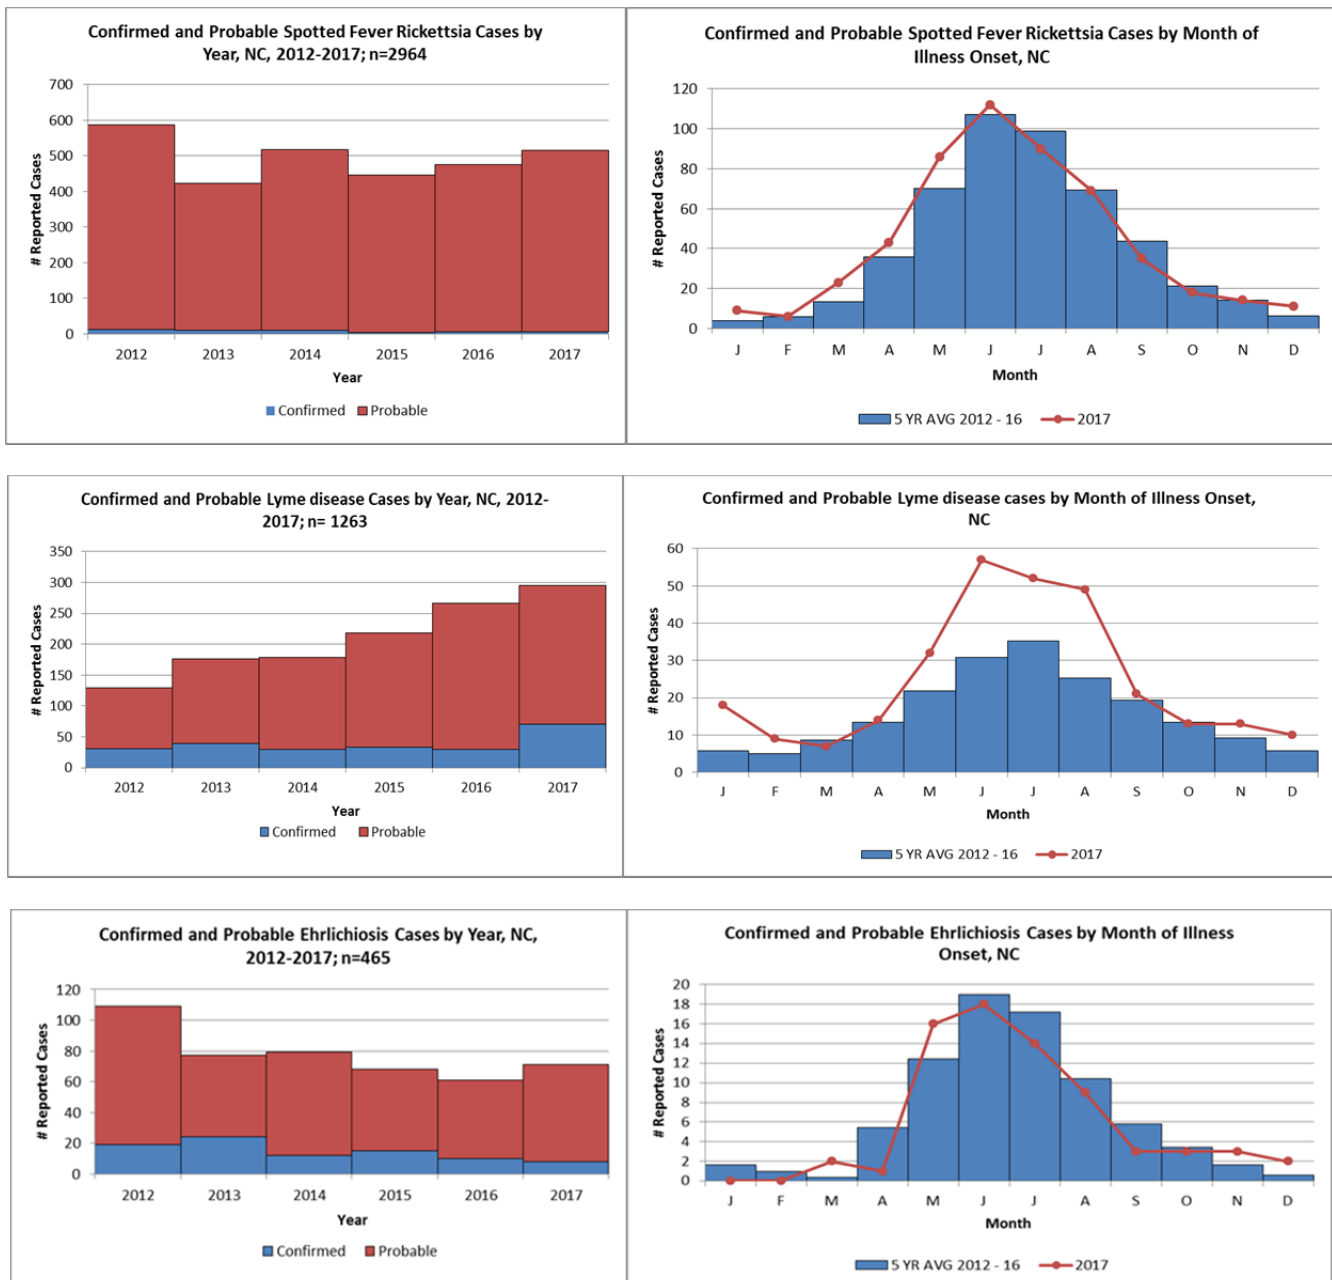 Confirmed and Probable Spotted Fever Rickettsia Cases by
Year, NC, 2012-2017; n=2964
# Reported Cases
700
600
500
400
300
200
100
0
2012 2013 2014 2015 2016 2017
Year
Confirmed Probable
Confirmed and Probable Spotted Fever Rickettsia Cases by Month of
Illness Onset, NC
# Reported Cases
120
100
80
60
40
20
0
J F M A M J J A S O N D
Month
5 YR AVG 2012 - 16 2017
Confirmed and Probable Lyme disease Cases by Year, NC, 2012-
2017; n= 1263
# Reported Cases
350
300
250
200
150
100
50
0
2012 2013 2014 2015 2016 2017
Year
Confirmed Probable
Confirmed and Probable Lyme disease cases by Month of Illness Onset,
NC
# Reported Cases
60
50
40
30
20
10
0
J F M A M J J A S O N D
Month
5 YR AVG 2012 - 16 2017
Confirmed and Probable Ehrlichiosis Cases by Year, NC,
2012-2017; n=465
# Reported Cases
120
100
80
60
40
20
0
2012 2013 2014 2015 2016 2017
Year
Confirmed Probable
Confirmed and Probable Ehrlichiosis Cases by Month of Illness
Onset, NC
# Reported Cases
20
18
16
14
12
10
8
6
4
2
0
J F M A M J J A S O N D
Month
5 YR AVG 2012 - 16 2017